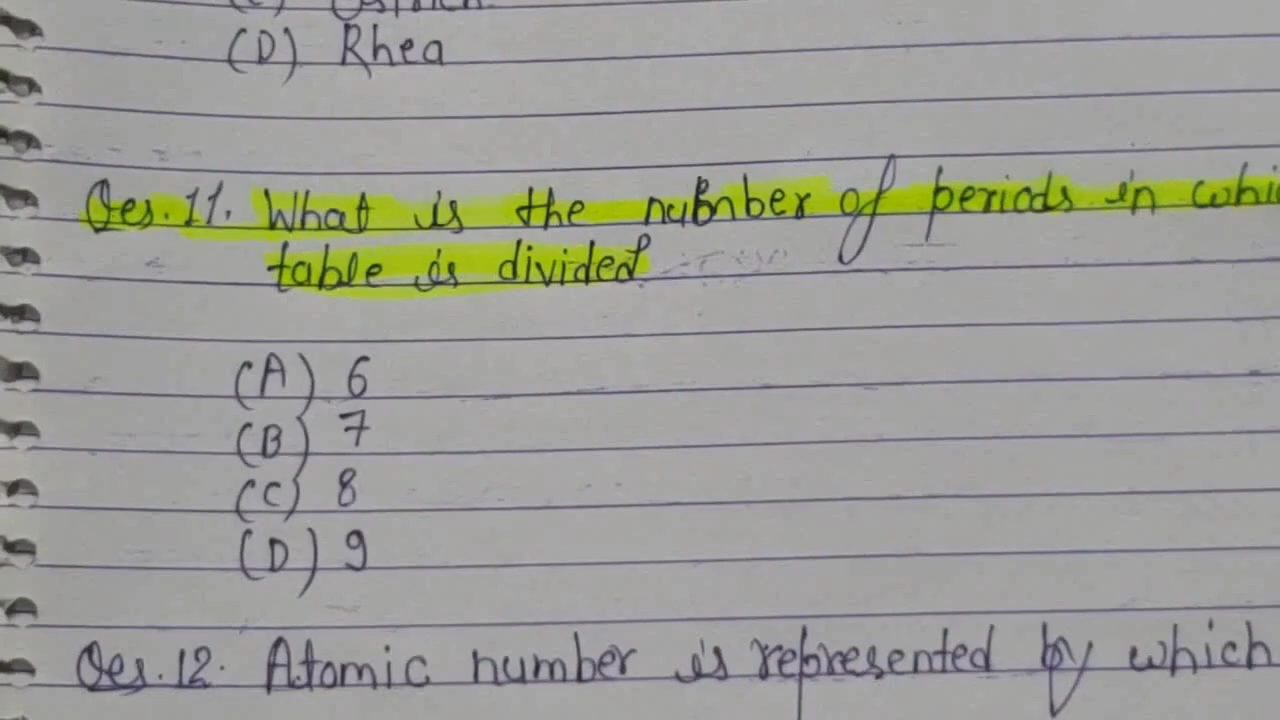 (D) Rhea
Qes. 11. What is the number of periods in whi
table is divided
(A) 6
(B) 7
(C) 8
(D) 9
Qes. 12. Atomic number is represented by which